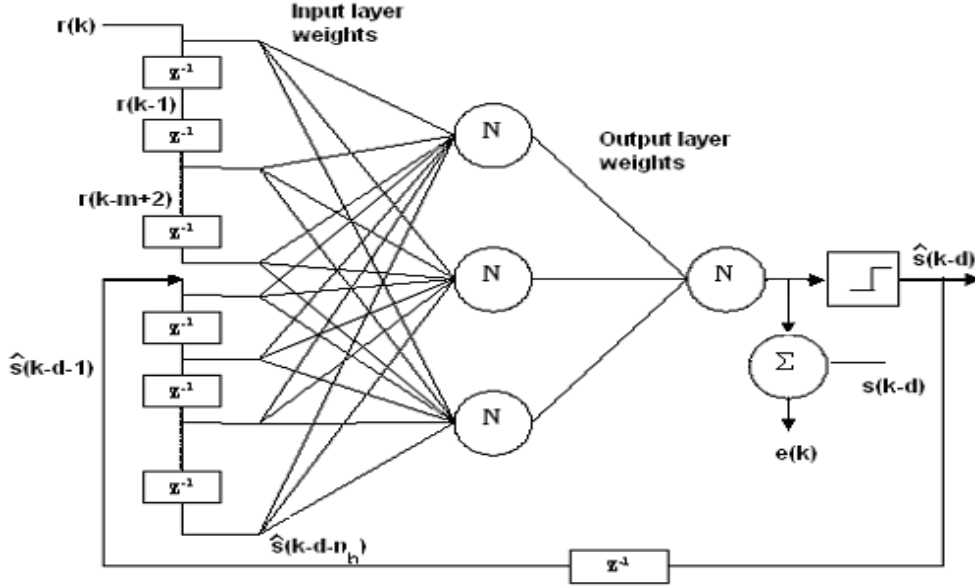 r(k)
Input layer
weights
z⁻¹
r(k-1)
z⁻¹
r(k-m+2)
z⁻¹
N
N
N
Output layer
weights
N
ŝ(k-d)
Σ
s(k-d)
e(k)
z⁻¹
ŝ(k-d-1)
z⁻¹
z⁻¹
ŝ(k-d-n_b)
z⁻¹